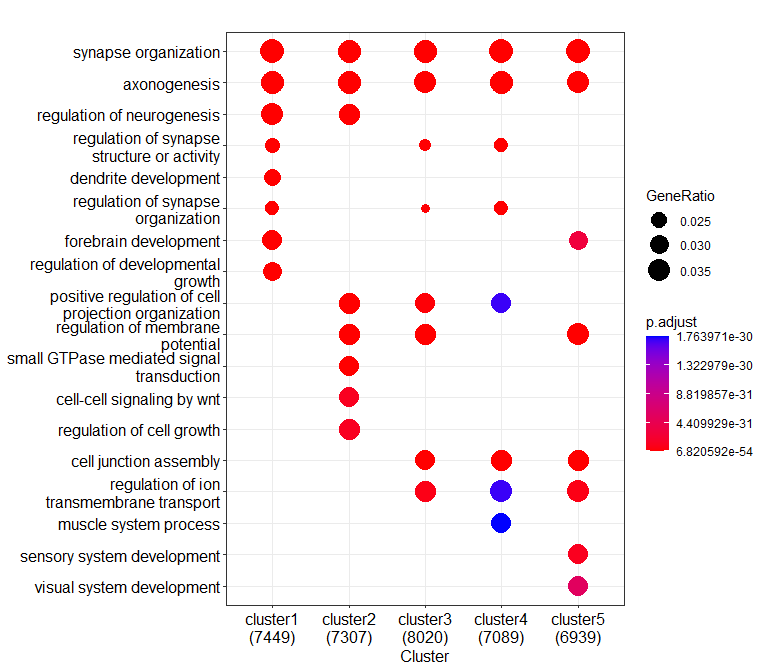 synapse organization
axonogenesis
regulation of neurogenesis
regulation of synapse
structure or activity
dendrite development
regulation of synapse
organization
forebrain development
regulation of developmental
growth
positive regulation of cell
projection organization
regulation of membrane
potential
small GTPase mediated signal
transduction
cell-cell signaling by wnt
regulation of cell growth
cell junction assembly
regulation of ion
transmembrane transport
muscle system process
sensory system development
visual system development
cluster1 cluster2 cluster3 cluster4 cluster5
(7449) (7307) (8020) (7089) (6939)
Cluster
GeneRatio
0.025
0.030
0.035
p.adjust
1.763971e-30
1.322979e-30
8.819857e-31
4.409929e-31
6.820592e-54